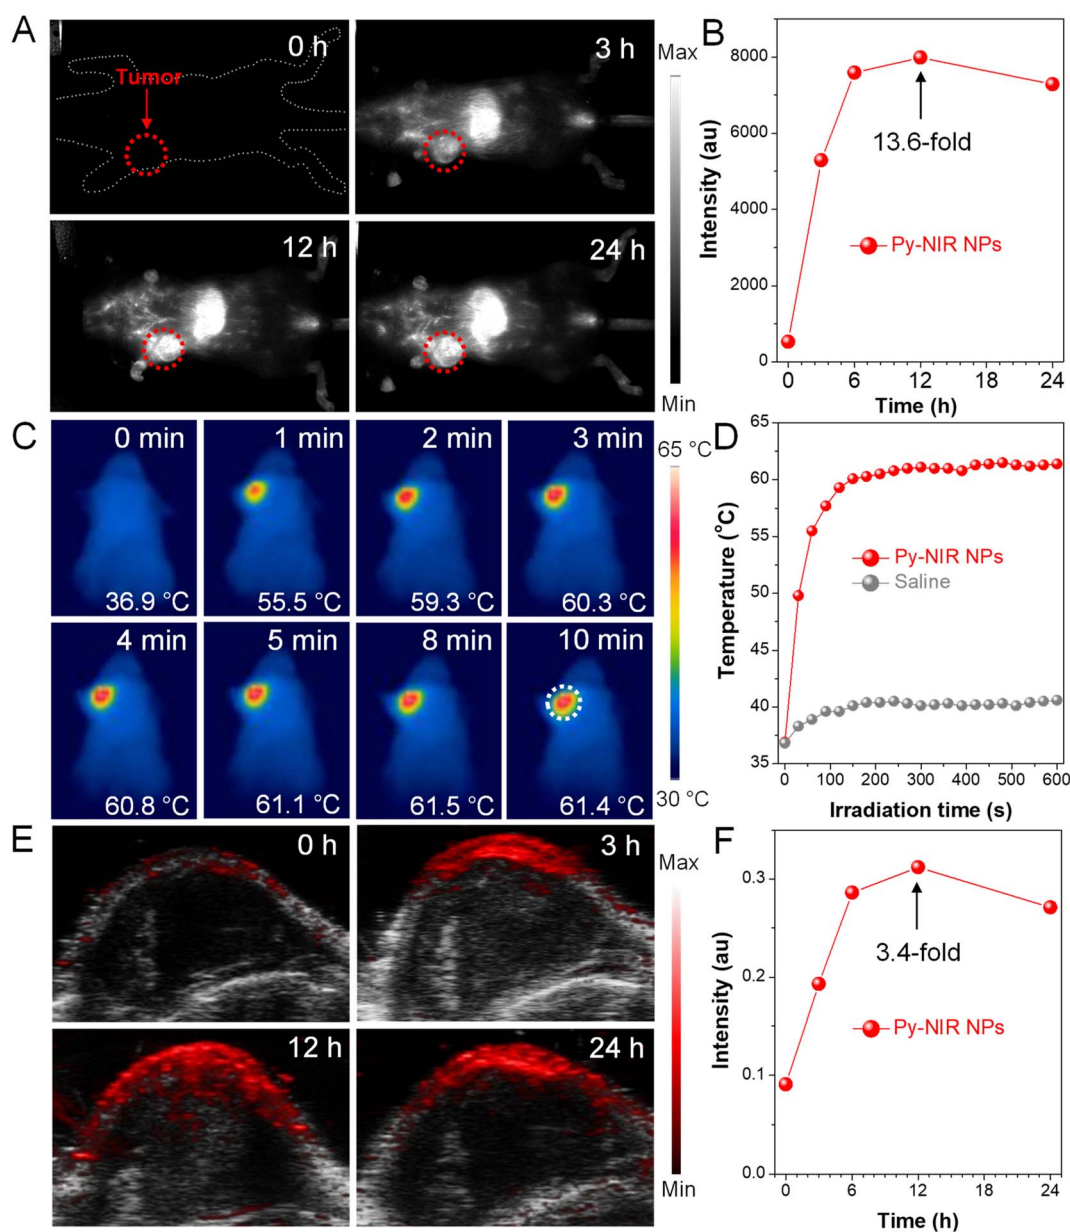 A
0 h
Tumor
3 h
12 h
24 h
Max
Min
B
8000
6000
4000
2000
0
Intensity (au)
13.6-fold
Py-NIR NPs
0 6 12 18 24
Time (h)
C
0 min
36.9 °C
1 min
55.5 °C
2 min
59.3 °C
3 min
60.3 °C
4 min
60.8 °C
5 min
61.1 °C
8 min
61.5 °C
10 min
61.4 °C
65 °C
30 °C
D
65
60
55
50
45
40
35
Temperature (°C)
Py-NIR NPs
Saline
0 100 200 300 400 500 600
Irradiation time (s)
E
0 h
3 h
12 h
24 h
Max
Min
F
0.3
0.2
0.1
0.0
Intensity (au)
3.4-fold
Py-NIR NPs
0 6 12 18 24
Time (h)